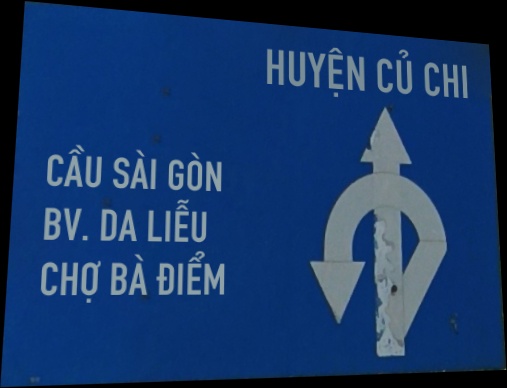 HUYỆN CỦ CHI
CẦU SÀI GÒN
BV. DA LIỄU
CHỢ BÀ ĐIỂM